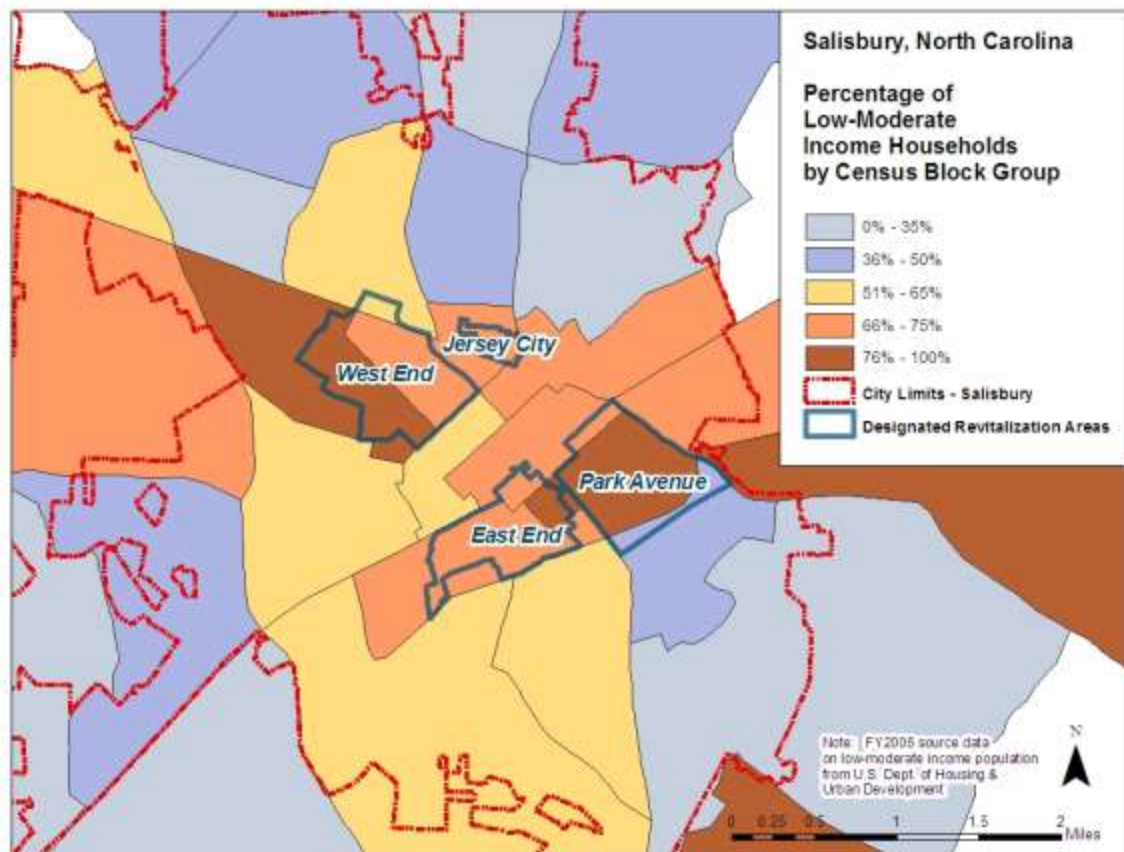 Salisbury, North Carolina
Percentage of
Low-Moderate
Income Households
by Census Block Group
0% - 35%
36% - 50%
51% - 65%
66% - 75%
76% - 100%
City Limits - Salisbury
Designated Revitalization Areas
Jersey City
West End
Park Avenue
East End
Note: FY2005 source data
on low-moderate income population
from U.S. Dept. of Housing &
Urban Development
N
0 0.25 0.5 1 1.5 2
Miles